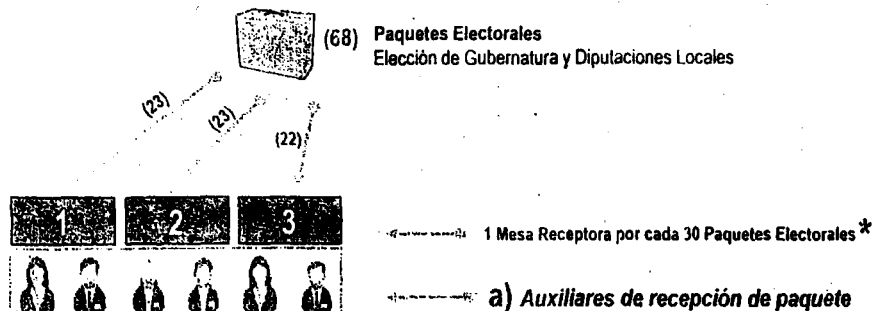 (68) Paquetes Electorales
Elección de Gubernatura y Diputaciones Locales
(23)
(23)
(22)
1 2 3
1 Mesa Receptora por cada 30 Paquetes Electorales*
a) Auxiliares de recepción de paquete